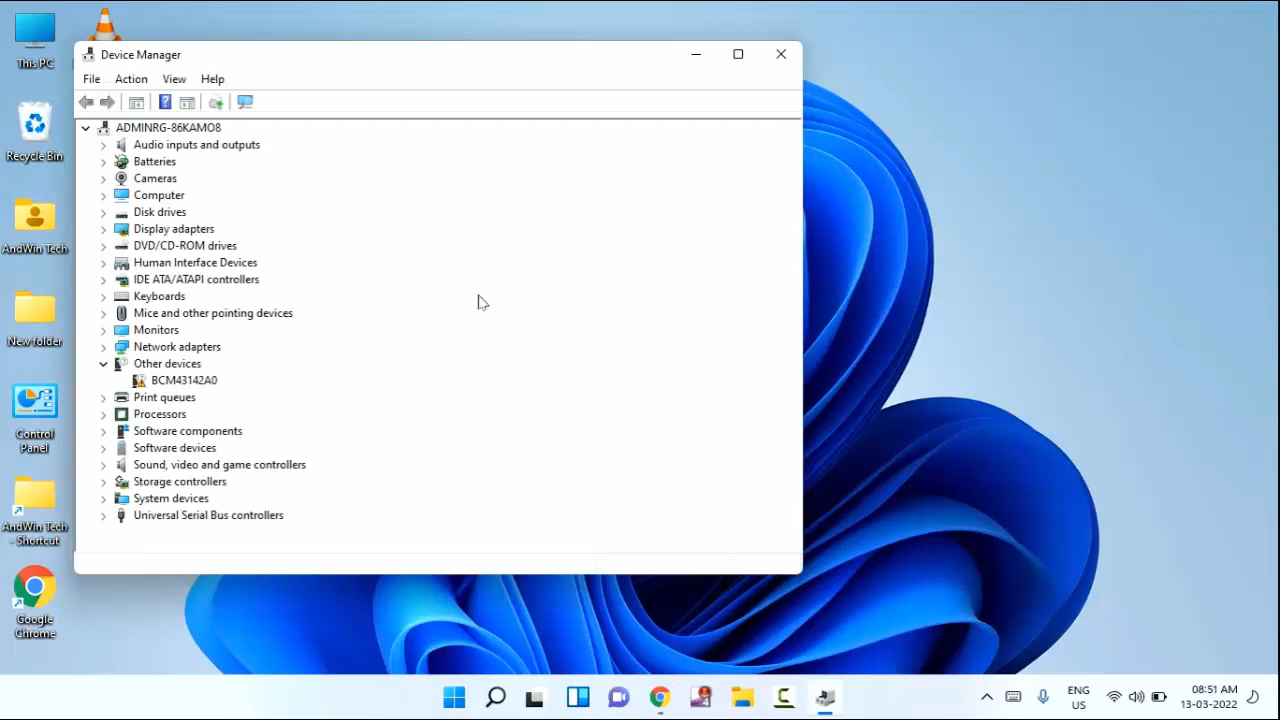 This PC
Recycle Bin
AndWin Tech
New folder
Control
Panel
AndWin Tech
- Shortcut
Google
Chrome
Device Manager
File Action View Help
ADMINRG-86KAMO8
Audio inputs and outputs
Batteries
Cameras
Computer
Disk drives
Display adapters
DVD/CD-ROM drives
Human Interface Devices
IDE ATA/ATAPI controllers
Keyboards
Mice and other pointing devices
Monitors
Network adapters
Other devices
BCM43142A0
Print queues
Processors
Software components
Software devices
Sound, video and game controllers
Storage controllers
System devices
Universal Serial Bus controllers
ENG
US
08:51 AM
13-03-2022